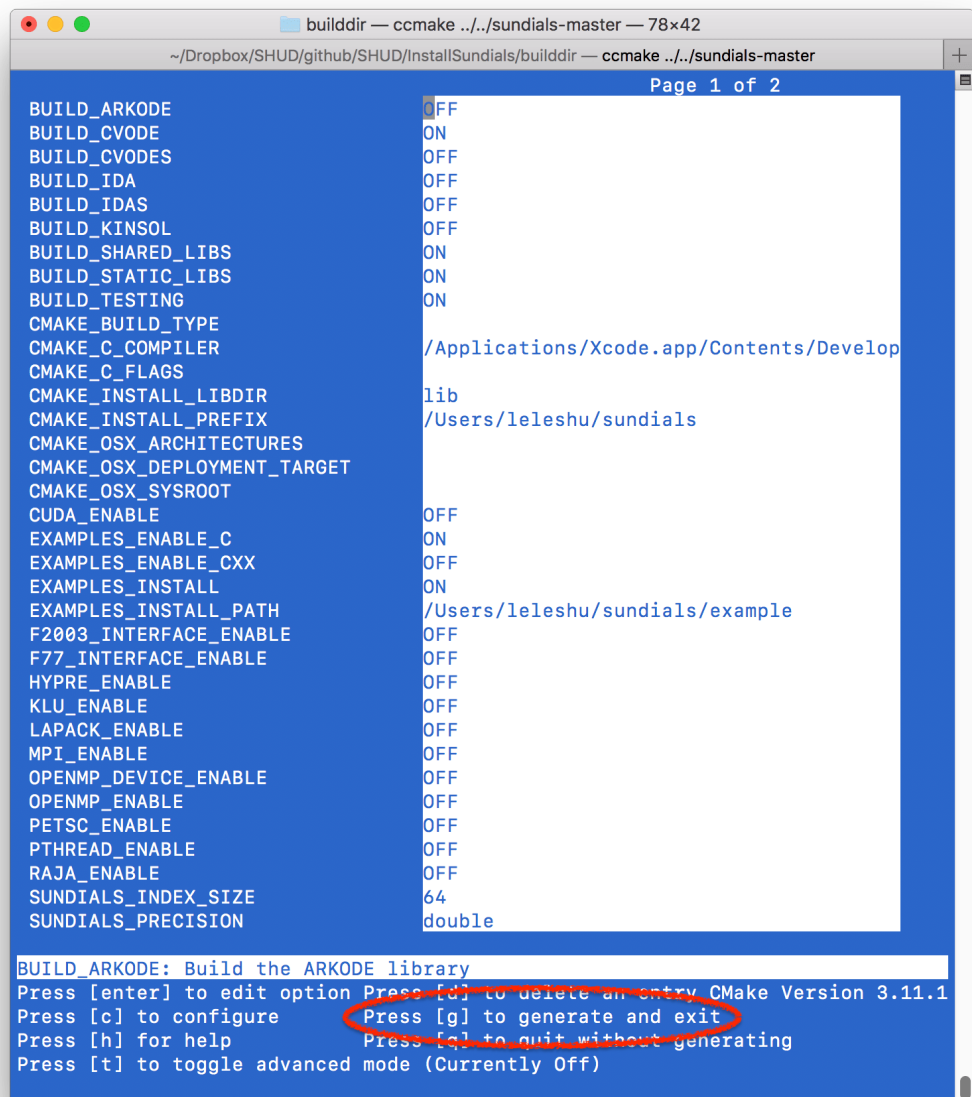 builddir — ccmake ../../sundials-master — 78×42
~/Dropbox/SHUD/github/SHUD/InstallSundials/builddir — ccmake ../../sundials-master +
Page 1 of 2
BUILD_ARKODE OFF
BUILD_CVODE ON
BUILD_CVODES OFF
BUILD_IDA OFF
BUILD_IDAS OFF
BUILD_KINSOL OFF
BUILD_SHARED_LIBS ON
BUILD_STATIC_LIBS ON
BUILD_TESTING ON
CMAKE_BUILD_TYPE
CMAKE_C_COMPILER /Applications/Xcode.app/Contents/Develop
CMAKE_C_FLAGS
CMAKE_INSTALL_LIBDIR lib
CMAKE_INSTALL_PREFIX /Users/leleshu/sundials
CMAKE_OSX_ARCHITECTURES
CMAKE_OSX_DEPLOYMENT_TARGET
CMAKE_OSX_SYSROOT
CUDA_ENABLE OFF
EXAMPLES_ENABLE_C ON
EXAMPLES_ENABLE_CXX OFF
EXAMPLES_INSTALL ON
EXAMPLES_INSTALL_PATH /Users/leleshu/sundials/example
F2003_INTERFACE_ENABLE OFF
F77_INTERFACE_ENABLE OFF
HYPRE_ENABLE OFF
KLU_ENABLE OFF
LAPACK_ENABLE OFF
MPI_ENABLE OFF
OPENMP_DEVICE_ENABLE OFF
OPENMP_ENABLE OFF
PETSC_ENABLE OFF
PTHREAD_ENABLE OFF
RAJA_ENABLE OFF
SUNDIALS_INDEX_SIZE 64
SUNDIALS_PRECISION double
BUILD_ARKODE: Build the ARKODE library
Press [enter] to edit option Press [d] to delete an entry CMake Version 3.11.1
Press [c] to configure Press [g] to generate and exit
Press [h] for help Press [q] to quit without generating
Press [t] to toggle advanced mode (Currently Off)